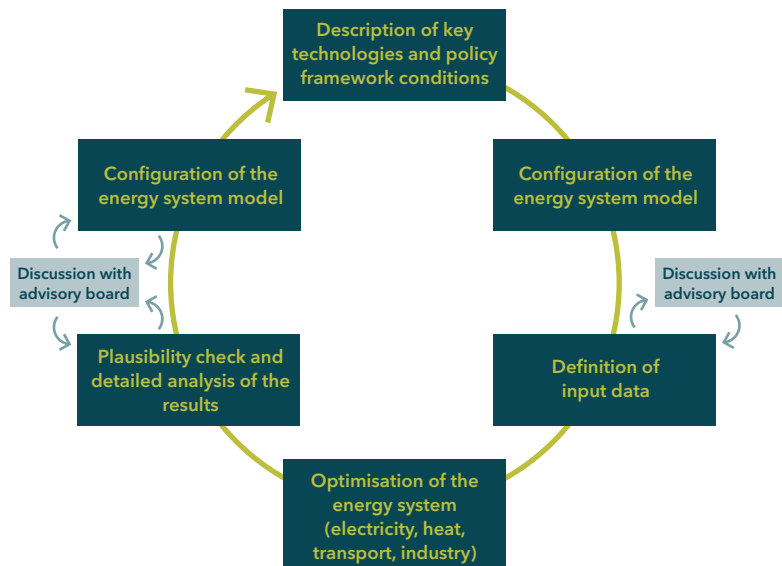 Description of key
technologies and policy
framework conditions
Configuration of the
energy system model
Configuration of the
energy system model
Discussion with
advisory board
Discussion with
advisory board
Plausibility check and
detailed analysis of the
results
Definition of
input data
Optimisation of the
energy system
(electricity, heat,
transport, industry)